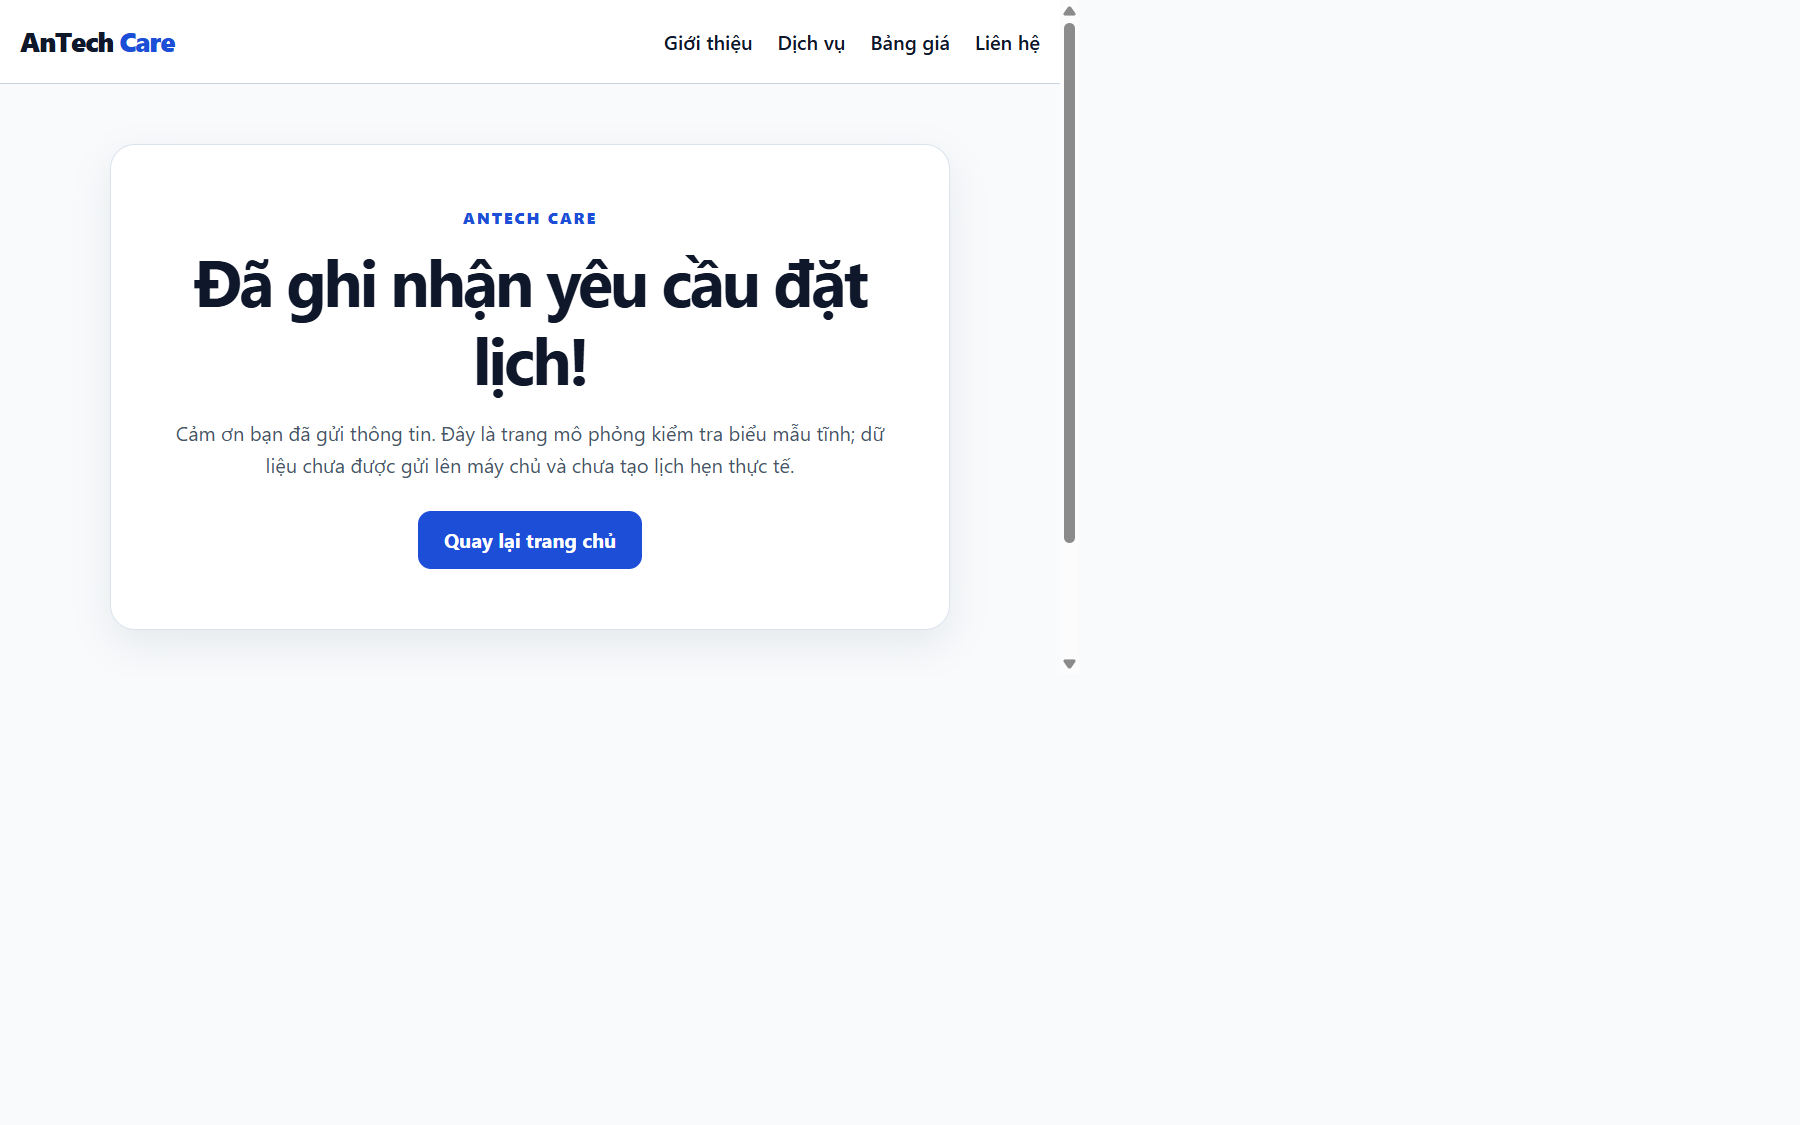 AnTech Care
Giới thiệu
Dịch vụ
Bảng giá
Liên hệ
ANTECH CARE
Đã ghi nhận yêu cầu đặt
lịch!
Cảm ơn bạn đã gửi thông tin. Đây là trang mô phỏng kiểm tra biểu mẫu tĩnh; dữ
liệu chưa được gửi lên máy chủ và chưa tạo lịch hẹn thực tế.
Quay lại trang chủ